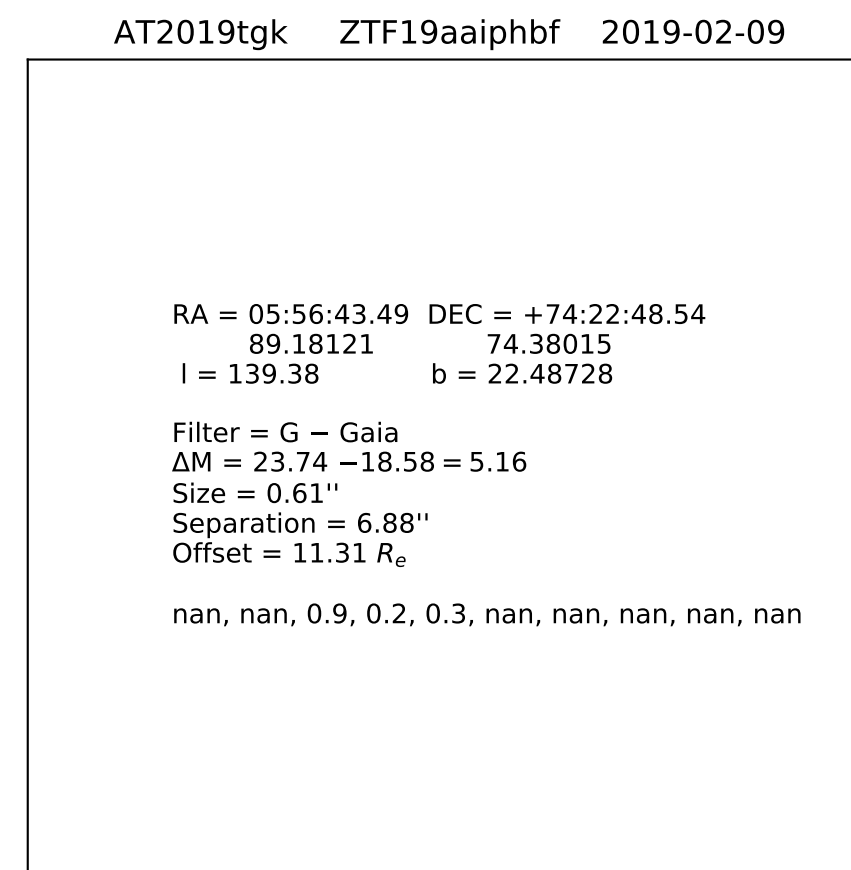 AT2019tgk ZTF19aaiphbf 2019-02-09
RA = 05:56:43.49 DEC = +74:22:48.54
89.18121 74.38015
l = 139.38 b = 22.48728
Filter = G − Gaia
ΔM = 23.74 −18.58 = 5.16
Size = 0.61''
Separation = 6.88''
Offset = 11.31 Re
nan, nan, 0.9, 0.2, 0.3, nan, nan, nan, nan, nan